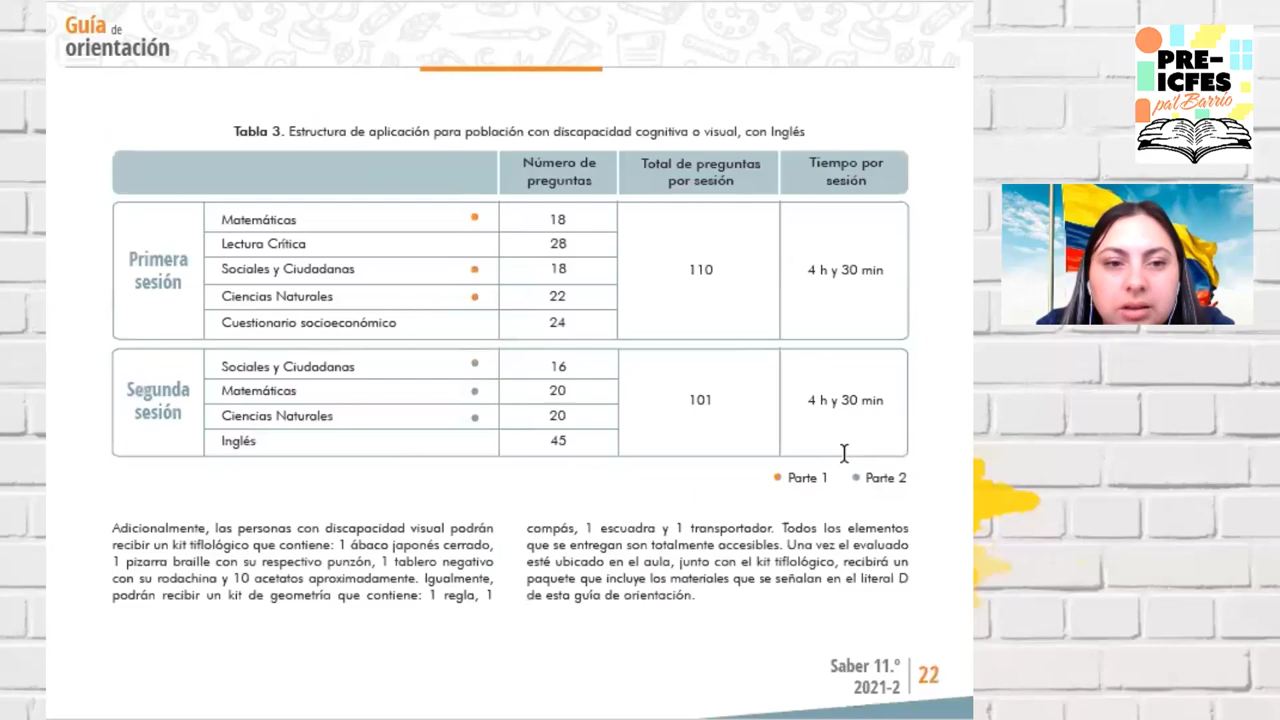 Guía de
orientación
PRE-
ICFES
pa'l Barrio
Tabla 3. Estructura de aplicación para población con discapacidad cognitiva o visual, con Inglés
Número de preguntas
Total de preguntas por sesión
Tiempo por sesión
Primera sesión
Matemáticas 18
Lectura Crítica 28
Sociales y Ciudadanas 18
Ciencias Naturales 22
Cuestionario socioeconómico 24
110
4 h y 30 min
Segunda sesión
Sociales y Ciudadanas 16
Matemáticas 20
Ciencias Naturales 20
Inglés 45
101
4 h y 30 min
Parte 1 Parte 2
Adicionalmente, las personas con discapacidad visual podrán
recibir un kit tiflológico que contiene: 1 ábaco japonés cerrado,
1 pizarra braille con su respectivo punzón, 1 tablero negativo
con su rodachina y 10 acetatos aproximadamente. Igualmente,
podrán recibir un kit de geometría que contiene: 1 regla, 1
compás, 1 escuadra y 1 transportador. Todos los elementos
que se entregan son totalmente accesibles. Una vez el evaluado
esté ubicado en el aula, junto con el kit tiflológico, recibirá un
paquete que incluye los materiales que se señalan en el literal D
de esta guía de orientación.
Saber 11.º
2021-2
22